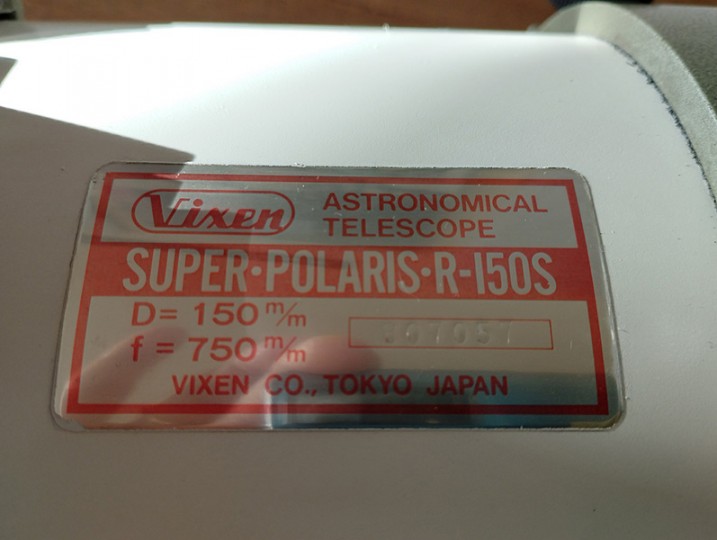 Vixen
ASTRONOMICAL
TELESCOPE
SUPER·POLARIS·R-150S
D= 150 m/m
f = 750 m/m
VIXEN CO., TOKYO JAPAN